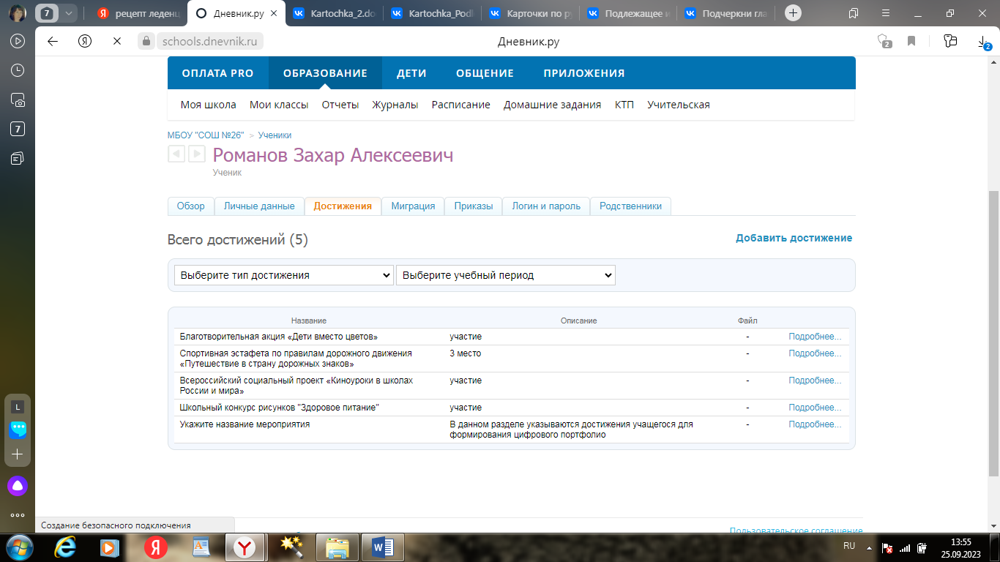 7
рецепт леденц
Дневник.ру
Kartochka_2.do
Kartochka_Podl
Карточки по ру
Подлежащее и
Подчеркни гла
schools.dnevnik.ru
Дневник.ру
2
2
ОПЛАТА PRO ОБРАЗОВАНИЕ ДЕТИ ОБЩЕНИЕ ПРИЛОЖЕНИЯ
Моя школа Мои классы Отчеты Журналы Расписание Домашние задания КТП Учительская
7
МБОУ "СОШ №26" > Ученики
Романов Захар Алексеевич
Ученик
Обзор Личные данные Достижения Миграция Приказы Логин и пароль Родственники
Всего достижений (5)
Добавить достижение
Выберите тип достижения
Выберите учебный период
Название Описание Файл
Благотворительная акция «Дети вместо цветов» участие - Подробнее...
Спортивная эстафета по правилам дорожного движения 3 место - Подробнее...
«Путешествие в страну дорожных знаков»
Всероссийский социальный проект «Киноуроки в школах участие - Подробнее...
России и мира»
Школьный конкурс рисунков "Здоровое питание" участие - Подробнее...
Укажите название мероприятия В данном разделе указываются достижения учащегося для - Подробнее...
формирования цифрового портфолио
L
Создание безопасного подключения
Пользовательское соглашение
RU
13:55
25.09.2023